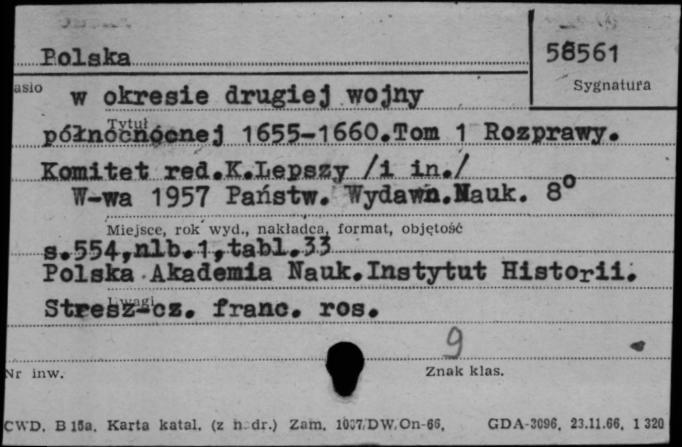 Polska
58561
Sygnatura
asło
w okresie drugiej wojny
Tytuł
północnocnej 1655-1660.Tom 1 Rozprawy.
Komitet red.K.Lepszy /i in./
W-wa 1957 Państw. Wydawn.Nauk. 8°
Miejsce, rok wyd., nakładca, format, objętość
s.554,nlb.1,tabl.33
Polska Akademia Nauk.Instytut Historii.
Uwagi
Stresz-cz. franc. ros.
9
Nr inw.
Znak klas.
CWD. B 15a. Karta katal. (z n. dr.) Zam. 1037/DW/On-66. GDA-3096, 23.11.66, 1 320